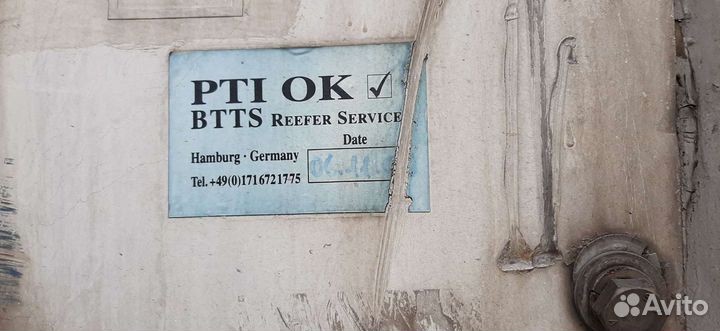 PTI OK ✓
BTTS REEFER SERVICE
Date
Hamburg · Germany
Tel. +49(0)1716721775
Avito